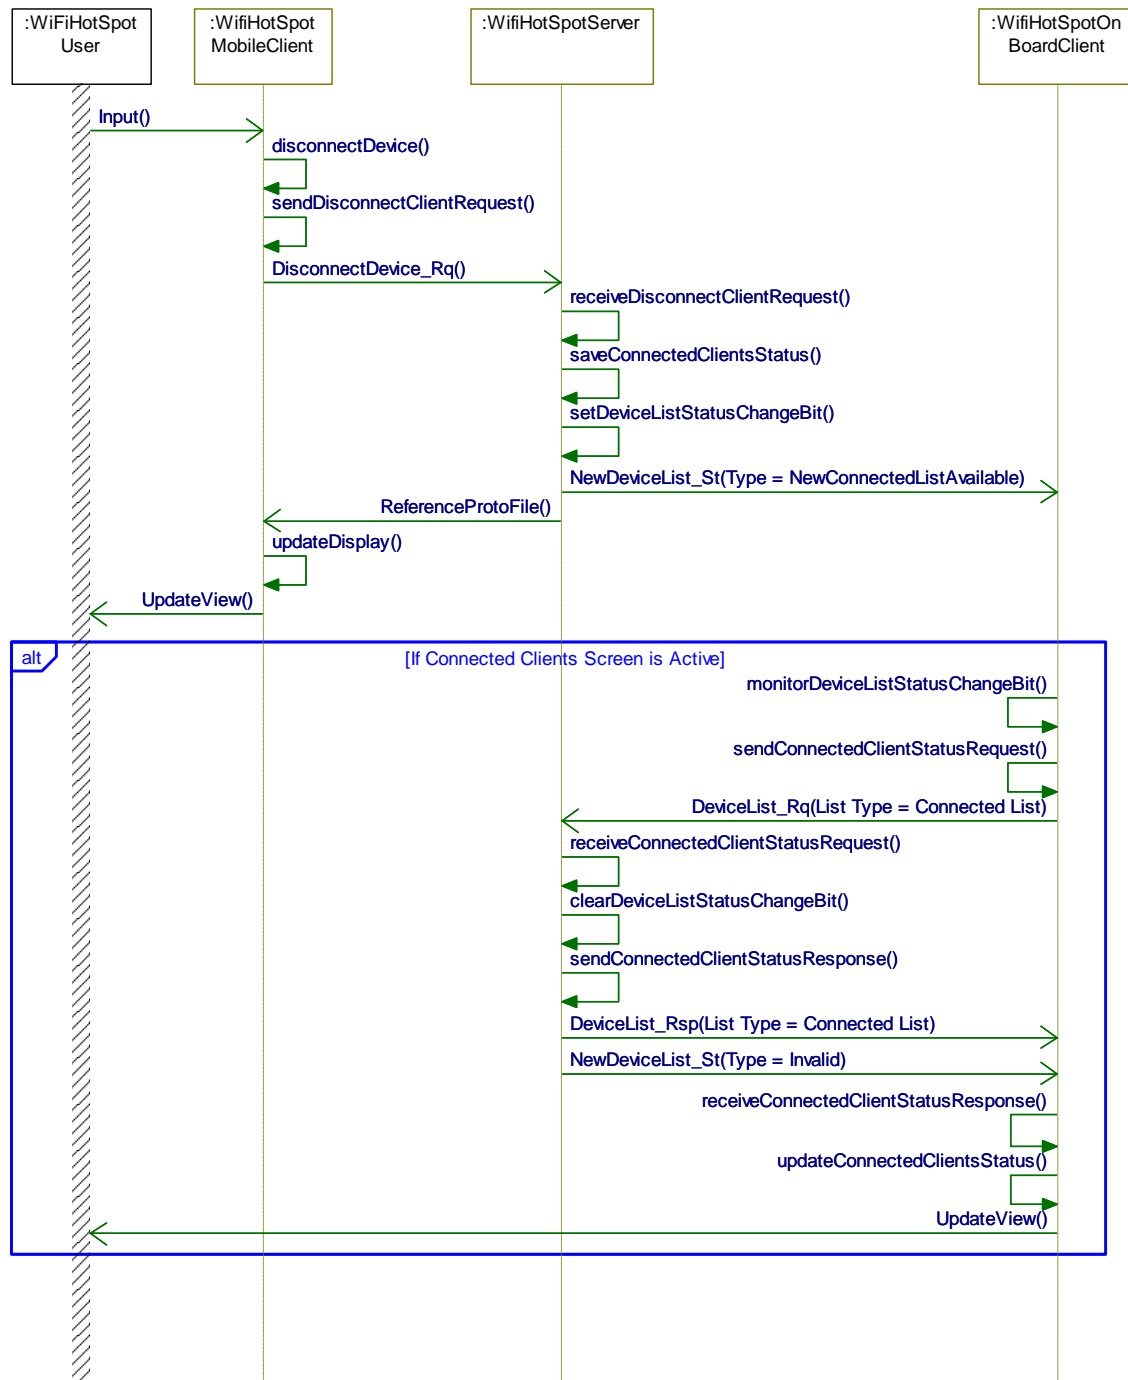 :WiFiHotSpot
User
:WifiHotSpot
MobileClient
:WifiHotSpotServer
:WifiHotSpotOn
BoardClient
Input()
disconnectDevice()
sendDisconnectClientRequest()
DisconnectDevice_Rq()
receiveDisconnectClientRequest()
saveConnectedClientsStatus()
setDeviceListStatusChangeBit()
NewDeviceList_St(Type = NewConnectedListAvailable)
ReferenceProtoFile()
updateDisplay()
UpdateView()
alt
[If Connected Clients Screen is Active]
monitorDeviceListStatusChangeBit()
sendConnectedClientStatusRequest()
DeviceList_Rq(List Type = Connected List)
receiveConnectedClientStatusRequest()
clearDeviceListStatusChangeBit()
sendConnectedClientStatusResponse()
DeviceList_Rsp(List Type = Connected List)
NewDeviceList_St(Type = Invalid)
receiveConnectedClientStatusResponse()
updateConnectedClientsStatus()
UpdateView()